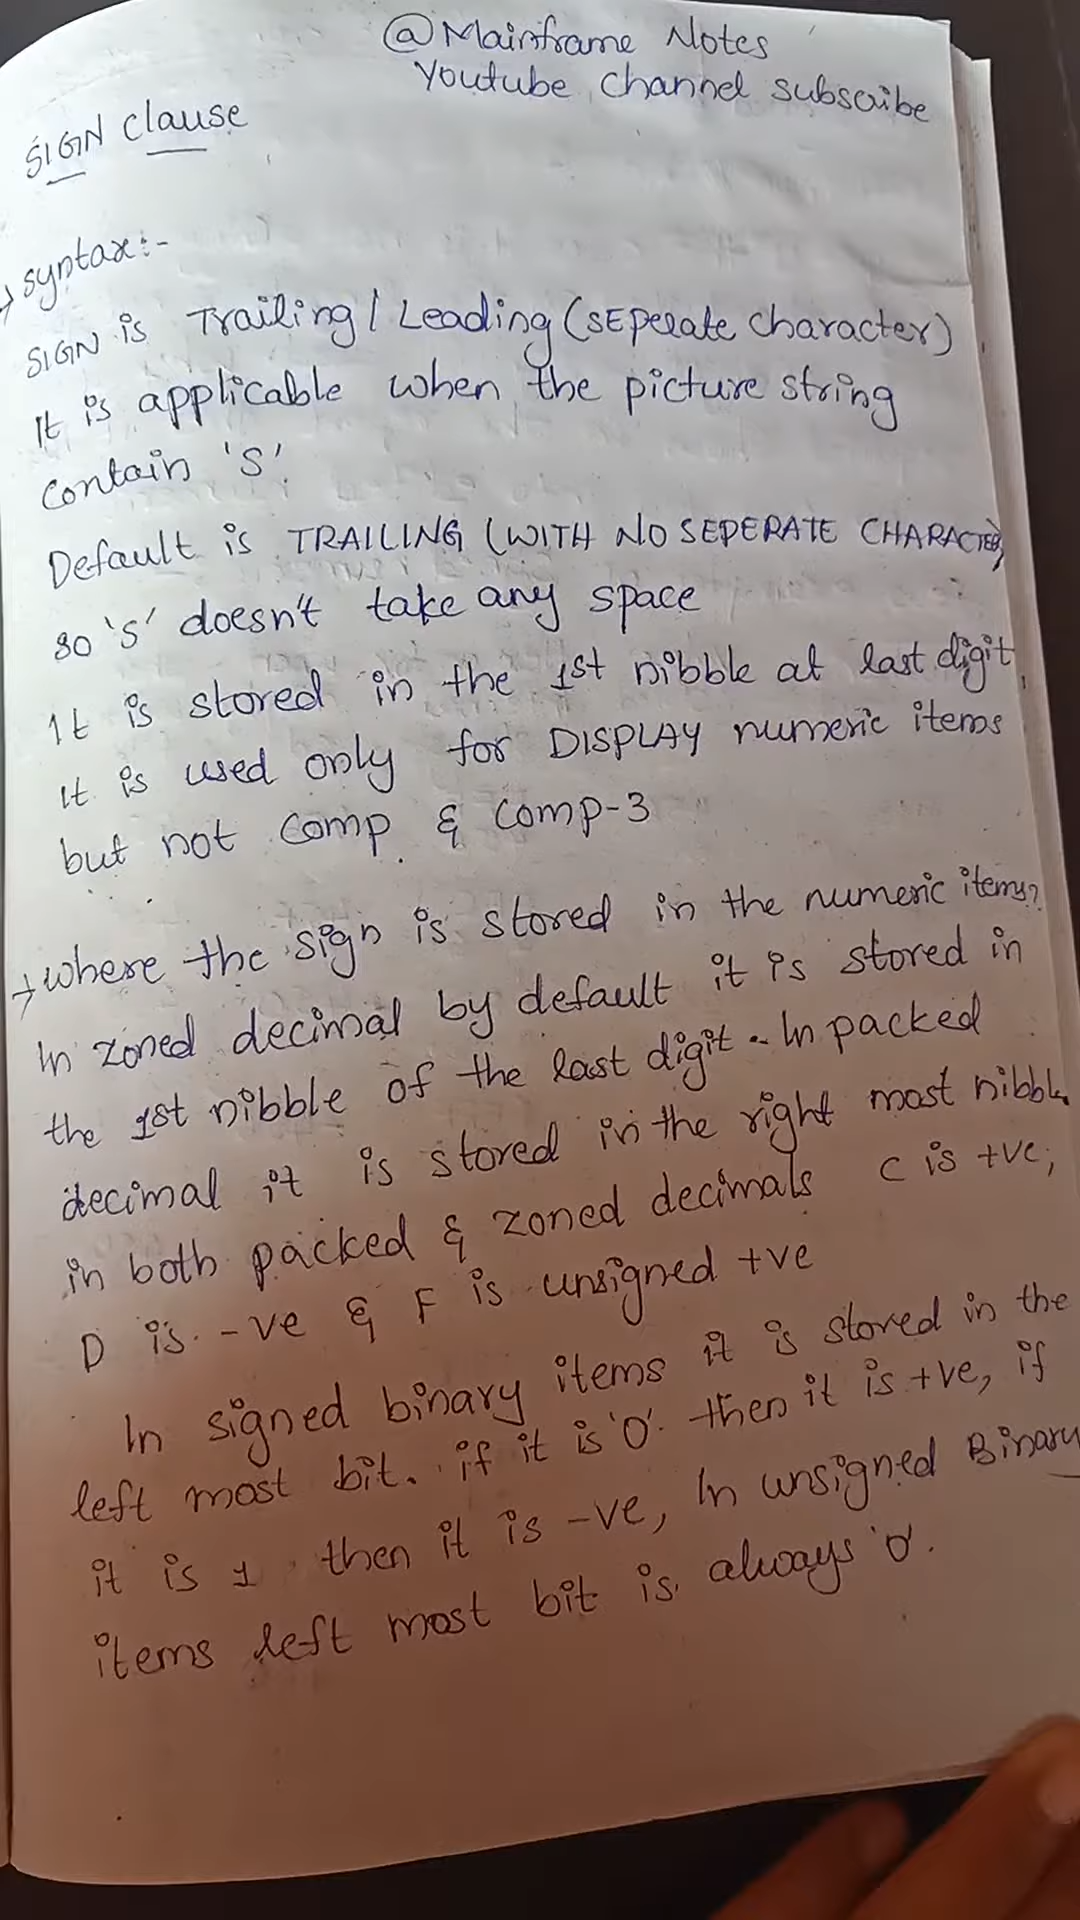 @Mainframe Notes
Youtube Channel subscribe
SIGN Clause
→ syntax:-
SIGN is Trailing / Leading (SEPerate character)
It is applicable when the picture string
contain 's'.
Default is TRAILING (WITH NO SEPERATE CHARACTER)
so 's' doesn't take any space
It is stored in the 1st nibble at last digit
It is used only for DISPLAY numeric items
but not comp & comp-3
→ where the sign is stored in the numeric items?
In zoned decimal by default it is stored in
the 1st nibble of the last digit. In packed
decimal it is stored in the right most nibble
in both packed & zoned decimals C is +ve,
D is -ve & F is unsigned +ve
In signed binary items it is stored in the
left most bit. if it is '0' then it is +ve, if
it is 1 then it is -ve, In unsigned Binary
items left most bit is always '0'.